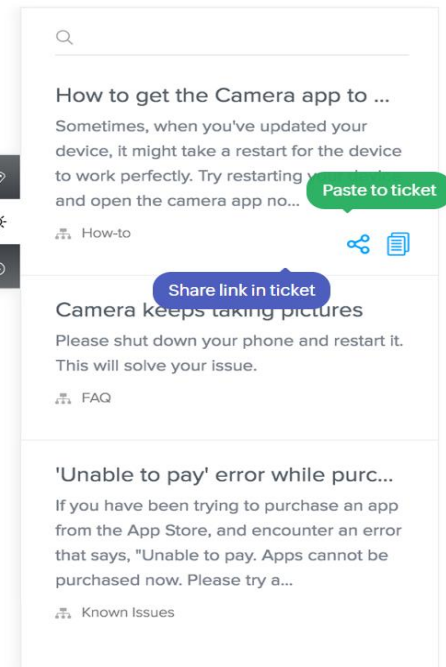 How to get the Camera app to ...
Sometimes, when you've updated your
device, it might take a restart for the device
to work perfectly. Try restarting
Paste to ticket
and open the camera app no...
How-to
Share link in ticket
Camera keeps taking pictures
Please shut down your phone and restart it.
This will solve your issue.
FAQ
'Unable to pay' error while purc...
If you have been trying to purchase an app
from the App Store, and encounter an error
that says, "Unable to pay. Apps cannot be
purchased now. Please try a...
Known Issues